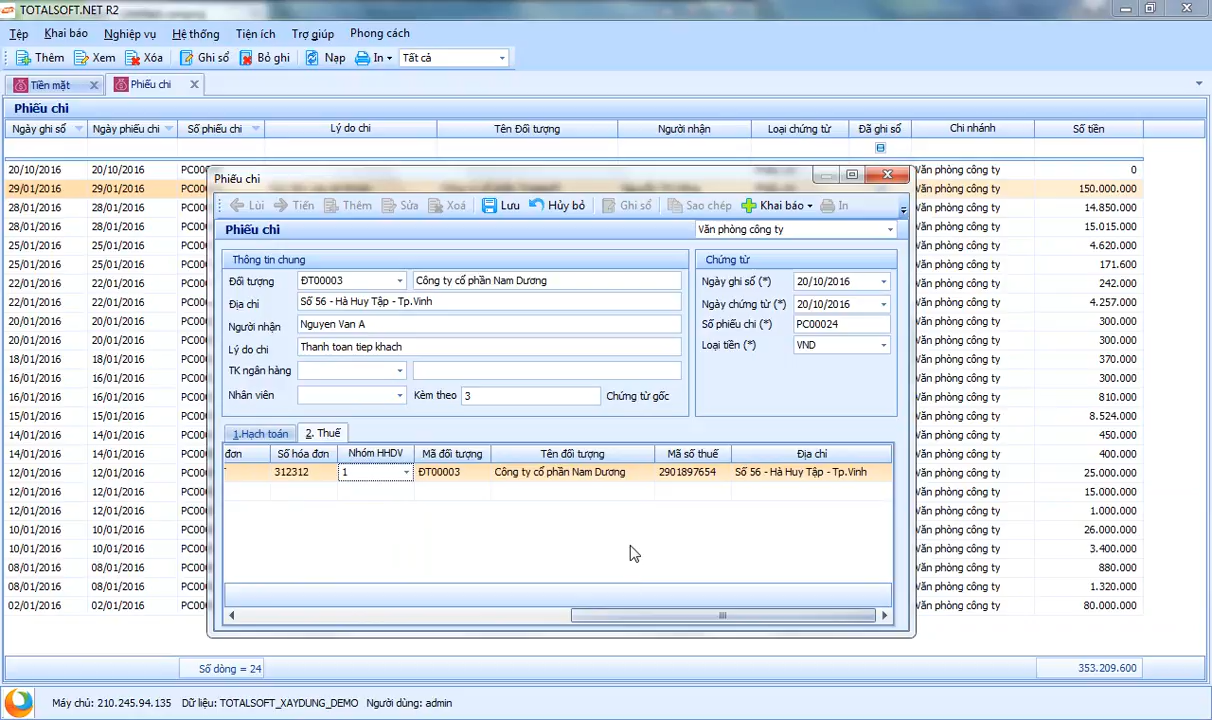 TOTALSOFT.NET R2
Tệp Khai báo Nghiệp vụ Hệ thống Tiện ích Trợ giúp Phong cách
Thêm Xem Xóa Ghi sổ Bỏ ghi Nạp In Tất cả
Tiền mặt Phiếu chi
Phiếu chi
Ngày ghi sổ Ngày phiếu chi Số phiếu chi Lý do chi Tên Đối tượng Người nhận Loại chứng từ Đã ghi sổ Chi nhánh Số tiền
20/10/2016 20/10/2016 PC00 Văn phòng công ty 0
29/01/2016 29/01/2016 PC00 Văn phòng công ty 150.000.000
28/01/2016 28/01/2016 PC00 Văn phòng công ty 14.850.000
28/01/2016 28/01/2016 PC00 Văn phòng công ty 15.015.000
25/01/2016 25/01/2016 PC00 Văn phòng công ty 4.620.000
25/01/2016 25/01/2016 PC00 Văn phòng công ty 171.600
22/01/2016 22/01/2016 PC00 Văn phòng công ty 242.000
22/01/2016 22/01/2016 PC00 Văn phòng công ty 4.257.000
20/01/2016 20/01/2016 PC00 Văn phòng công ty 300.000
20/01/2016 20/01/2016 PC00 Văn phòng công ty 300.000
18/01/2016 18/01/2016 PC00 Văn phòng công ty 370.000
16/01/2016 16/01/2016 PC00 Văn phòng công ty 300.000
16/01/2016 16/01/2016 PC00 Văn phòng công ty 810.000
15/01/2016 15/01/2016 PC00 Văn phòng công ty 8.524.000
14/01/2016 14/01/2016 PC00 Văn phòng công ty 450.000
14/01/2016 14/01/2016 PC00 Văn phòng công ty 400.000
12/01/2016 12/01/2016 PC00 Văn phòng công ty 25.000.000
12/01/2016 12/01/2016 PC00 Văn phòng công ty 15.000.000
12/01/2016 12/01/2016 PC00 Văn phòng công ty 1.000.000
10/01/2016 10/01/2016 PC00 Văn phòng công ty 26.000.000
10/01/2016 10/01/2016 PC00 Văn phòng công ty 3.400.000
08/01/2016 08/01/2016 PC00 Văn phòng công ty 880.000
08/01/2016 08/01/2016 PC00 Văn phòng công ty 1.320.000
02/01/2016 02/01/2016 PC00 Văn phòng công ty 80.000.000
Số dòng = 24 353.209.600
Máy chủ: 210.245.94.135 Dữ liệu: TOTALSOFT_XAYDUNG_DEMO Người dùng: admin
Phiếu chi
Lùi Tiến Thêm Sửa Xoá Lưu Hủy bỏ Ghi sổ Sao chép Khai báo In
Phiếu chi Văn phòng công ty
Thông tin chung
Đối tượng ĐT00003 Công ty cổ phần Nam Dương
Địa chỉ Số 56 - Hà Huy Tập - Tp.Vinh
Người nhận Nguyen Van A
Lý do chi Thanh toan tiep khach
TK ngân hàng
Nhân viên Kèm theo 3 Chứng từ gốc
Chứng từ
Ngày ghi sổ (*) 20/10/2016
Ngày chứng từ (*) 20/10/2016
Số phiếu chi (*) PC00024
Loại tiền (*) VND
1.Hạch toán 2. Thuế
đơn Số hóa đơn Nhóm HHDV Mã đối tượng Tên đối tượng Mã số thuế Địa chỉ
312312 1 ĐT00003 Công ty cổ phần Nam Dương 2901897654 Số 56 - Hà Huy Tập - Tp.Vinh